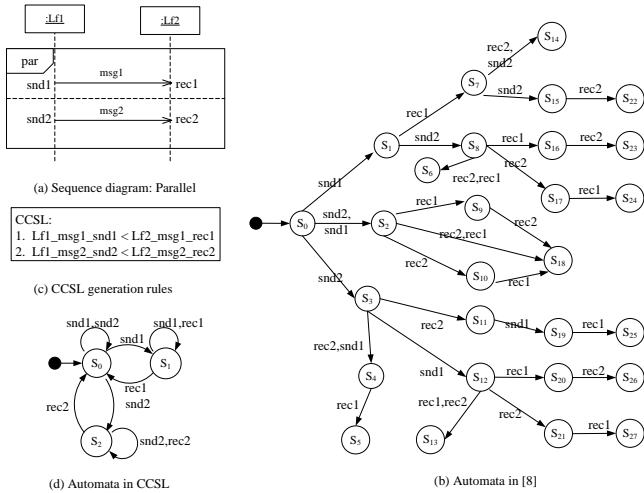 :Lf1
:Lf2
par
msg1
snd1
rec1
msg2
snd2
rec2
(a) Sequence diagram: Parallel
CCSL:
1. Lf1_msg1_snd1 < Lf2_msg1_rec1
2. Lf1_msg2_snd2 < Lf2_msg2_rec2
(c) CCSL generation rules
snd1,snd2
snd1,rec1
snd1
S0
S1
rec1
rec2
snd2
S2
snd2,rec2
(d) Automata in CCSL
S14
rec2,
snd2
S7
snd2
S15
rec2
S22
rec1
S1
snd2
S8
rec1
S16
rec2
S23
S6
rec2
rec2,rec1
S17
rec1
S24
snd1
S0
snd2,
snd1
S2
rec1
S9
rec2
rec2,rec1
S18
rec2
S10
rec1
snd2
S3
rec2
S11
snd1
S19
rec1
S25
rec2,snd1
snd1
S4
S12
rec1
S20
rec2
S26
rec1
rec1,rec2
rec2
S5
S13
S21
rec1
S27
(b) Automata in [8]